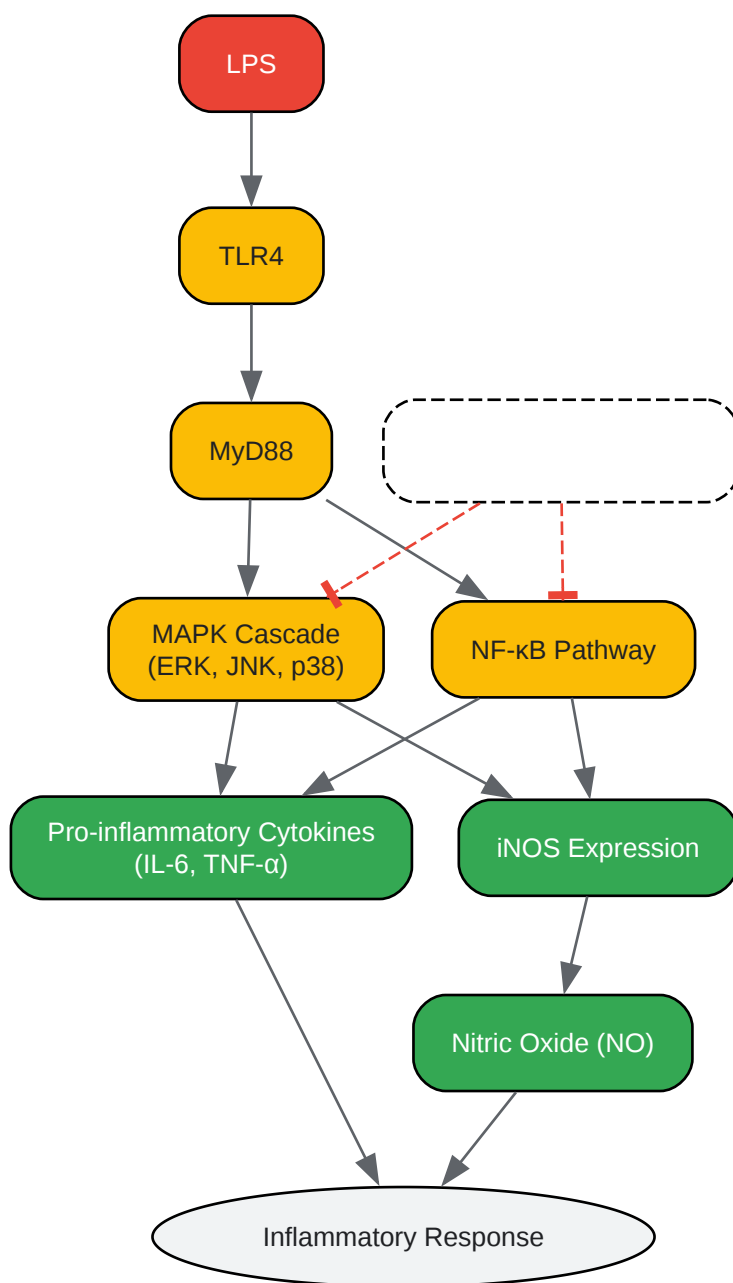 LPS
TLR4
MyD88
MAPK Cascade
(ERK, JNK, p38)
NF-κB Pathway
Pro-inflammatory Cytokines
(IL-6, TNF-α)
iNOS Expression
Nitric Oxide (NO)
Inflammatory Response